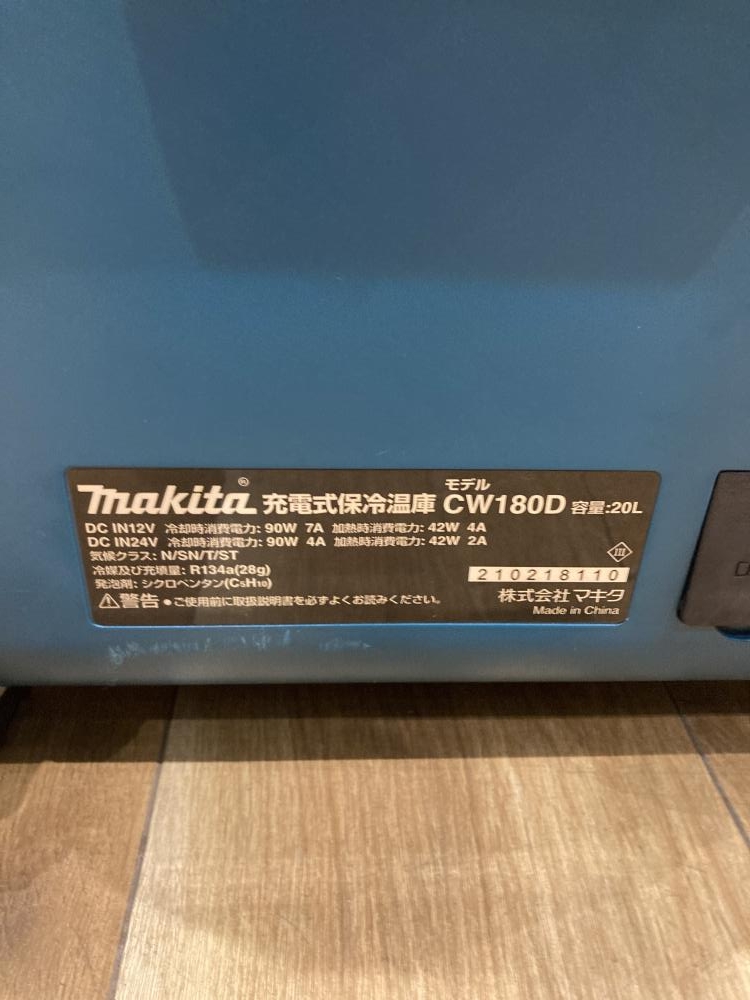 makita® 充電式保冷温庫 モデル CW180D 容量:20L
DC IN12V 冷却時消費電力: 90W 7A 加熱時消費電力: 42W 4A
DC IN24V 冷却時消費電力: 90W 4A 加熱時消費電力: 42W 2A
気候クラス: N/SN/T/ST
冷媒及び充填量: R134a(28g)
発泡剤: シクロペンタン(C5H10)
210218110
⚠警告 ●ご使用前に取扱説明書を必ずよくお読みください。
株式会社マキタ
Made in China